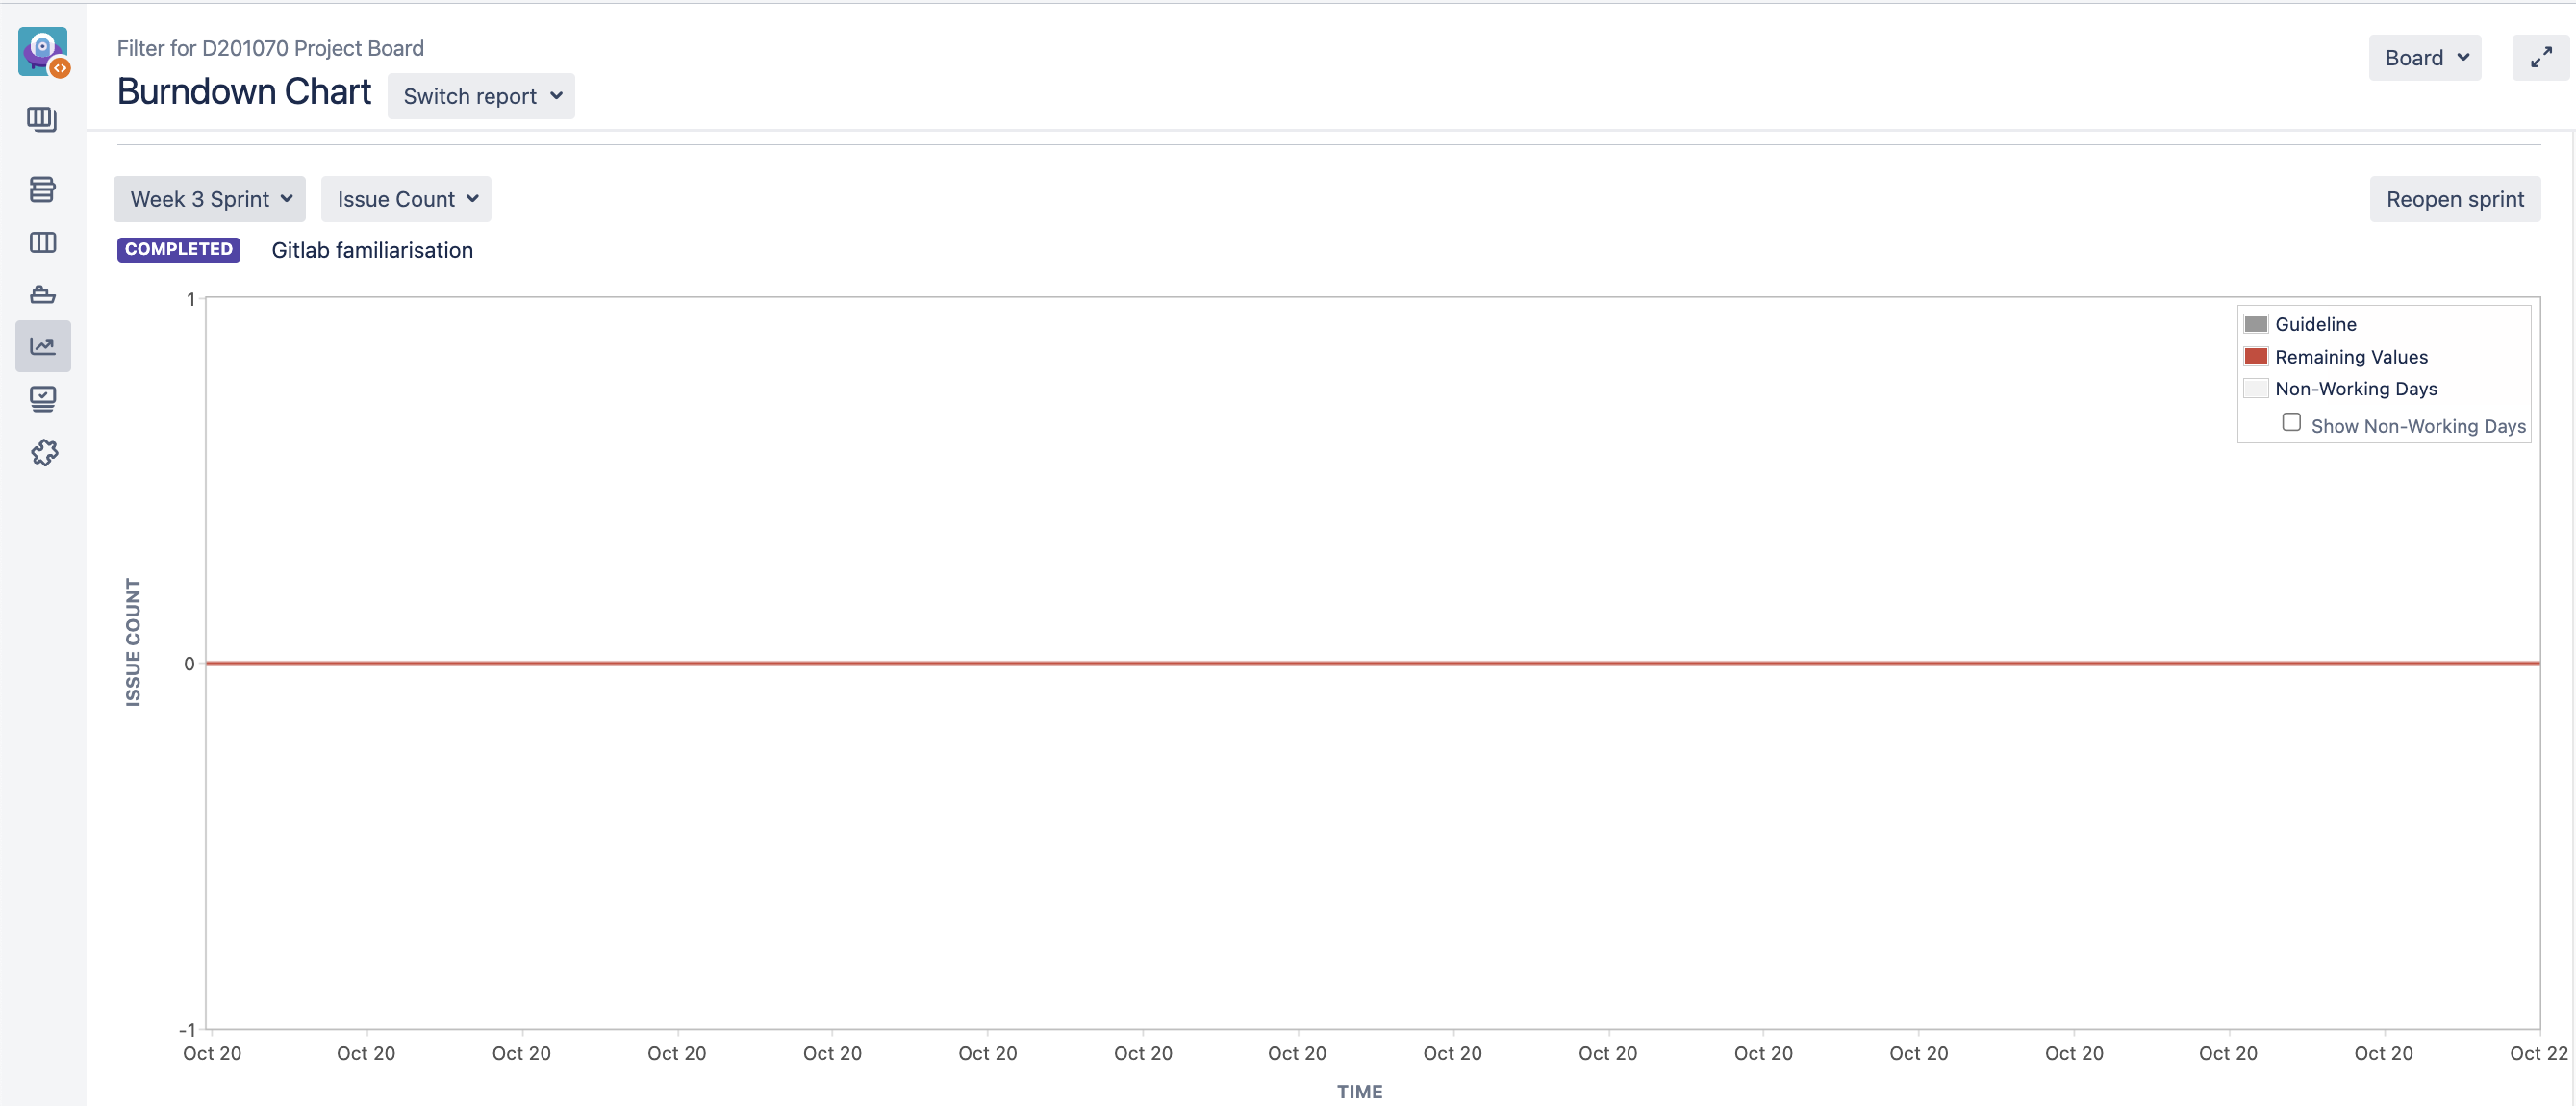 Filter for D201070 Project Board
Burndown Chart
Switch report
Board
Week 3 Sprint
Issue Count
Reopen sprint
COMPLETED
Gitlab familiarisation
Guideline
Remaining Values
Non-Working Days
Show Non-Working Days
1
0
-1
ISSUE COUNT
Oct 20 Oct 20 Oct 20 Oct 20 Oct 20 Oct 20 Oct 20 Oct 20 Oct 20 Oct 20 Oct 20 Oct 20 Oct 20 Oct 20 Oct 20 Oct 22
TIME